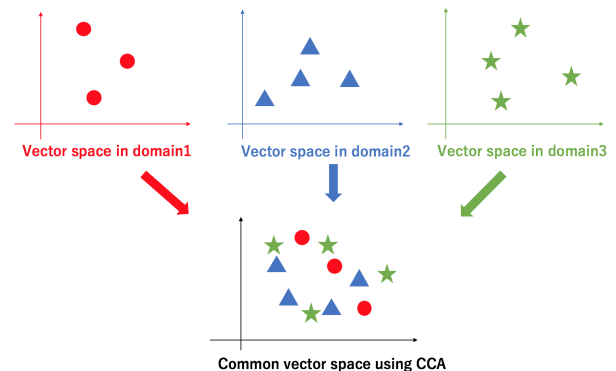 Vector space in domain1
Vector space in domain2
Vector space in domain3
Common vector space using CCA